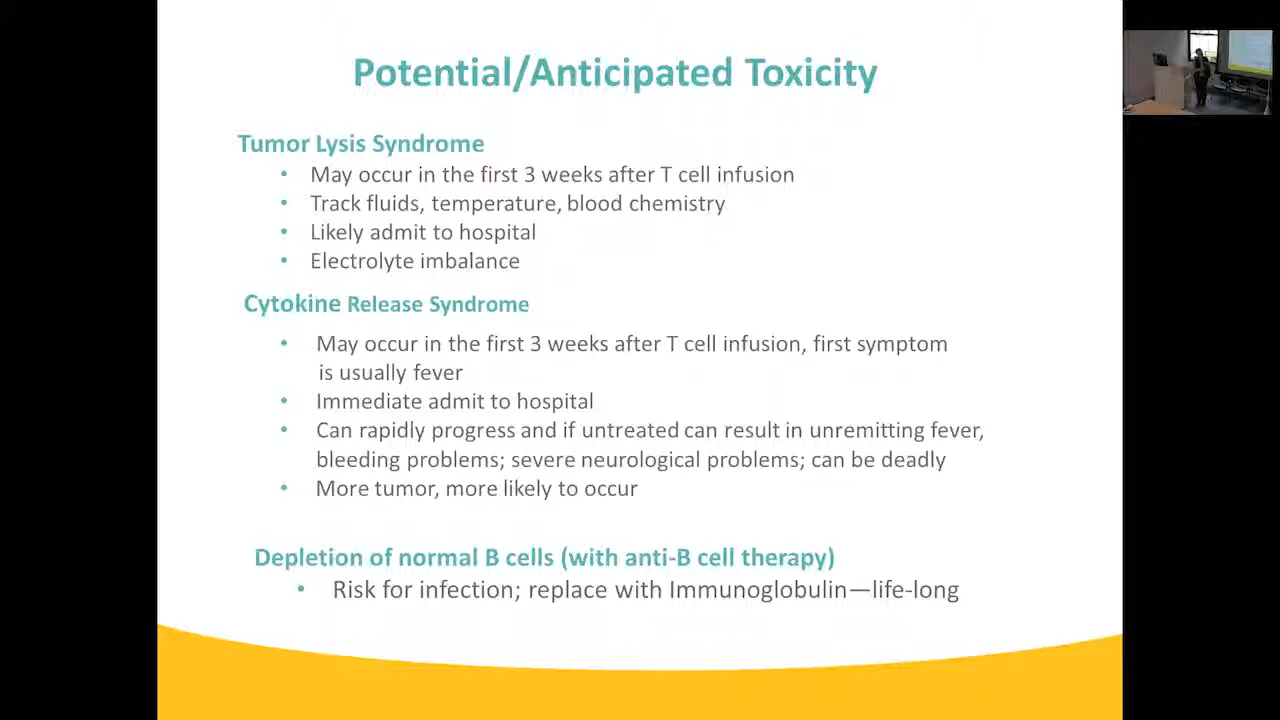 Potential/Anticipated Toxicity
Tumor Lysis Syndrome
• May occur in the first 3 weeks after T cell infusion
• Track fluids, temperature, blood chemistry
• Likely admit to hospital
• Electrolyte imbalance
Cytokine Release Syndrome
• May occur in the first 3 weeks after T cell infusion, first symptom
is usually fever
• Immediate admit to hospital
• Can rapidly progress and if untreated can result in unremitting fever,
bleeding problems; severe neurological problems; can be deadly
• More tumor, more likely to occur
Depletion of normal B cells (with anti-B cell therapy)
• Risk for infection; replace with Immunoglobulin—life-long